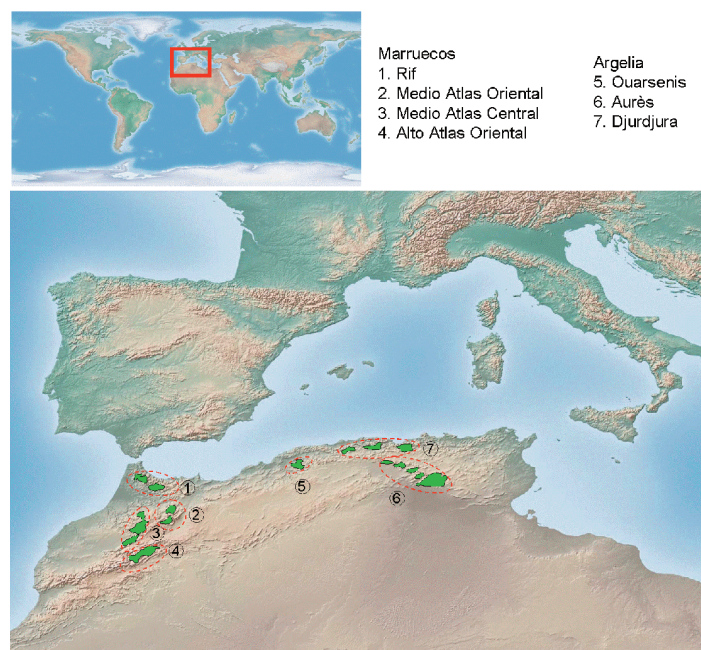 Marruecos
1. Rif
2. Medio Atlas Oriental
3. Medio Atlas Central
4. Alto Atlas Oriental
Argelia
5. Ouarsenis
6. Aurès
7. Djurdjura
7
5
1
6
2
3
4